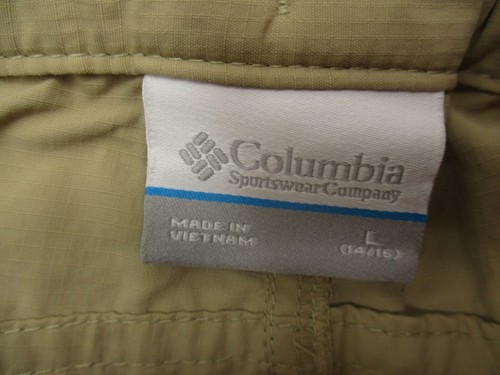 Columbia
Sportswear Company
MADE IN
VIETNAM
L
(14/16)